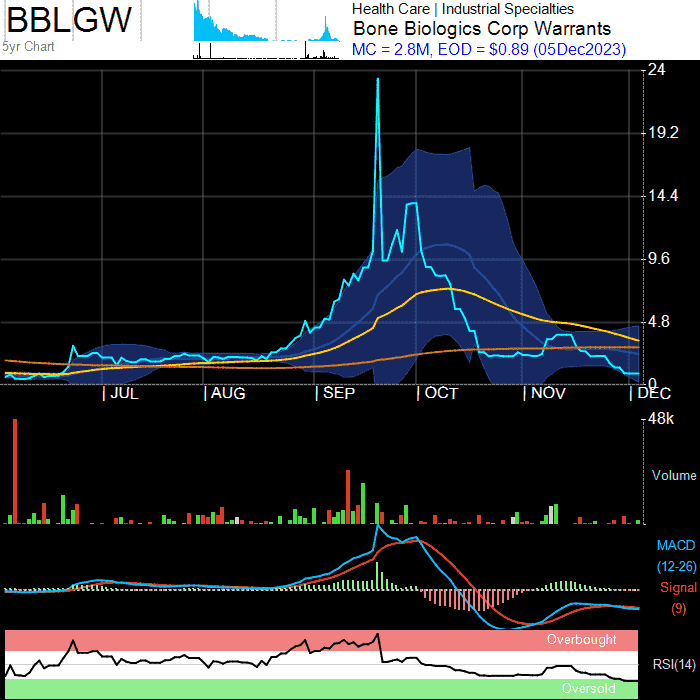 BBLGW
5yr Chart
Health Care | Industrial Specialties
Bone Biologics Corp Warrants
MC = 2.8M, EOD = $0.89 (05Dec2023)
24
19.2
14.4
9.6
4.8
0
JUL
AUG
SEP
OCT
NOV
DEC
48k
Volume
MACD
(12-26)
Signal
(9)
Overbought
RSI(14)
Oversold